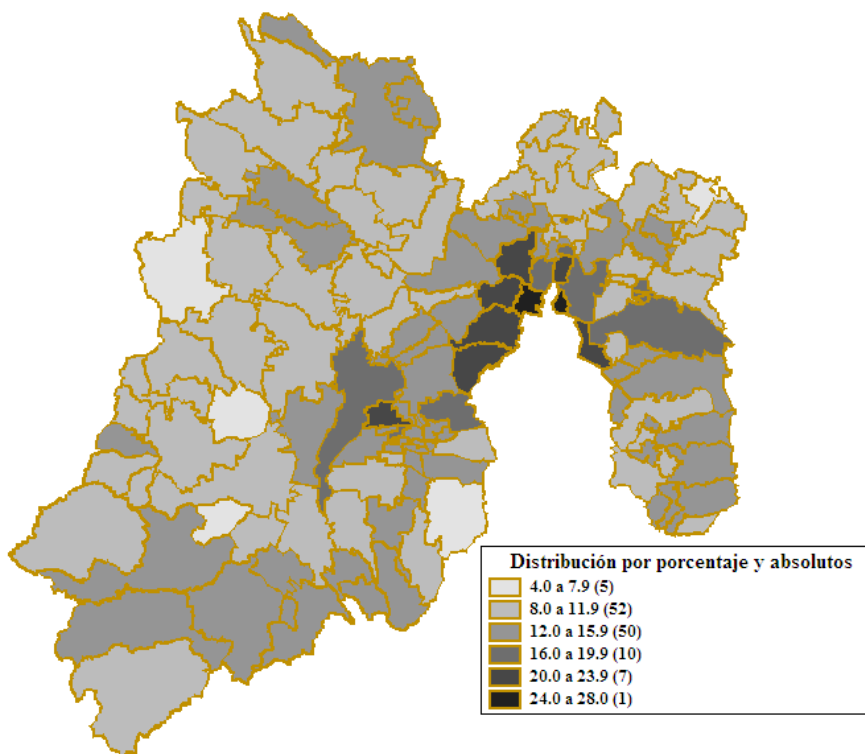 Distribución por porcentaje y absolutos
4.0 a 7.9 (5)
8.0 a 11.9 (52)
12.0 a 15.9 (50)
16.0 a 19.9 (10)
20.0 a 23.9 (7)
24.0 a 28.0 (1)